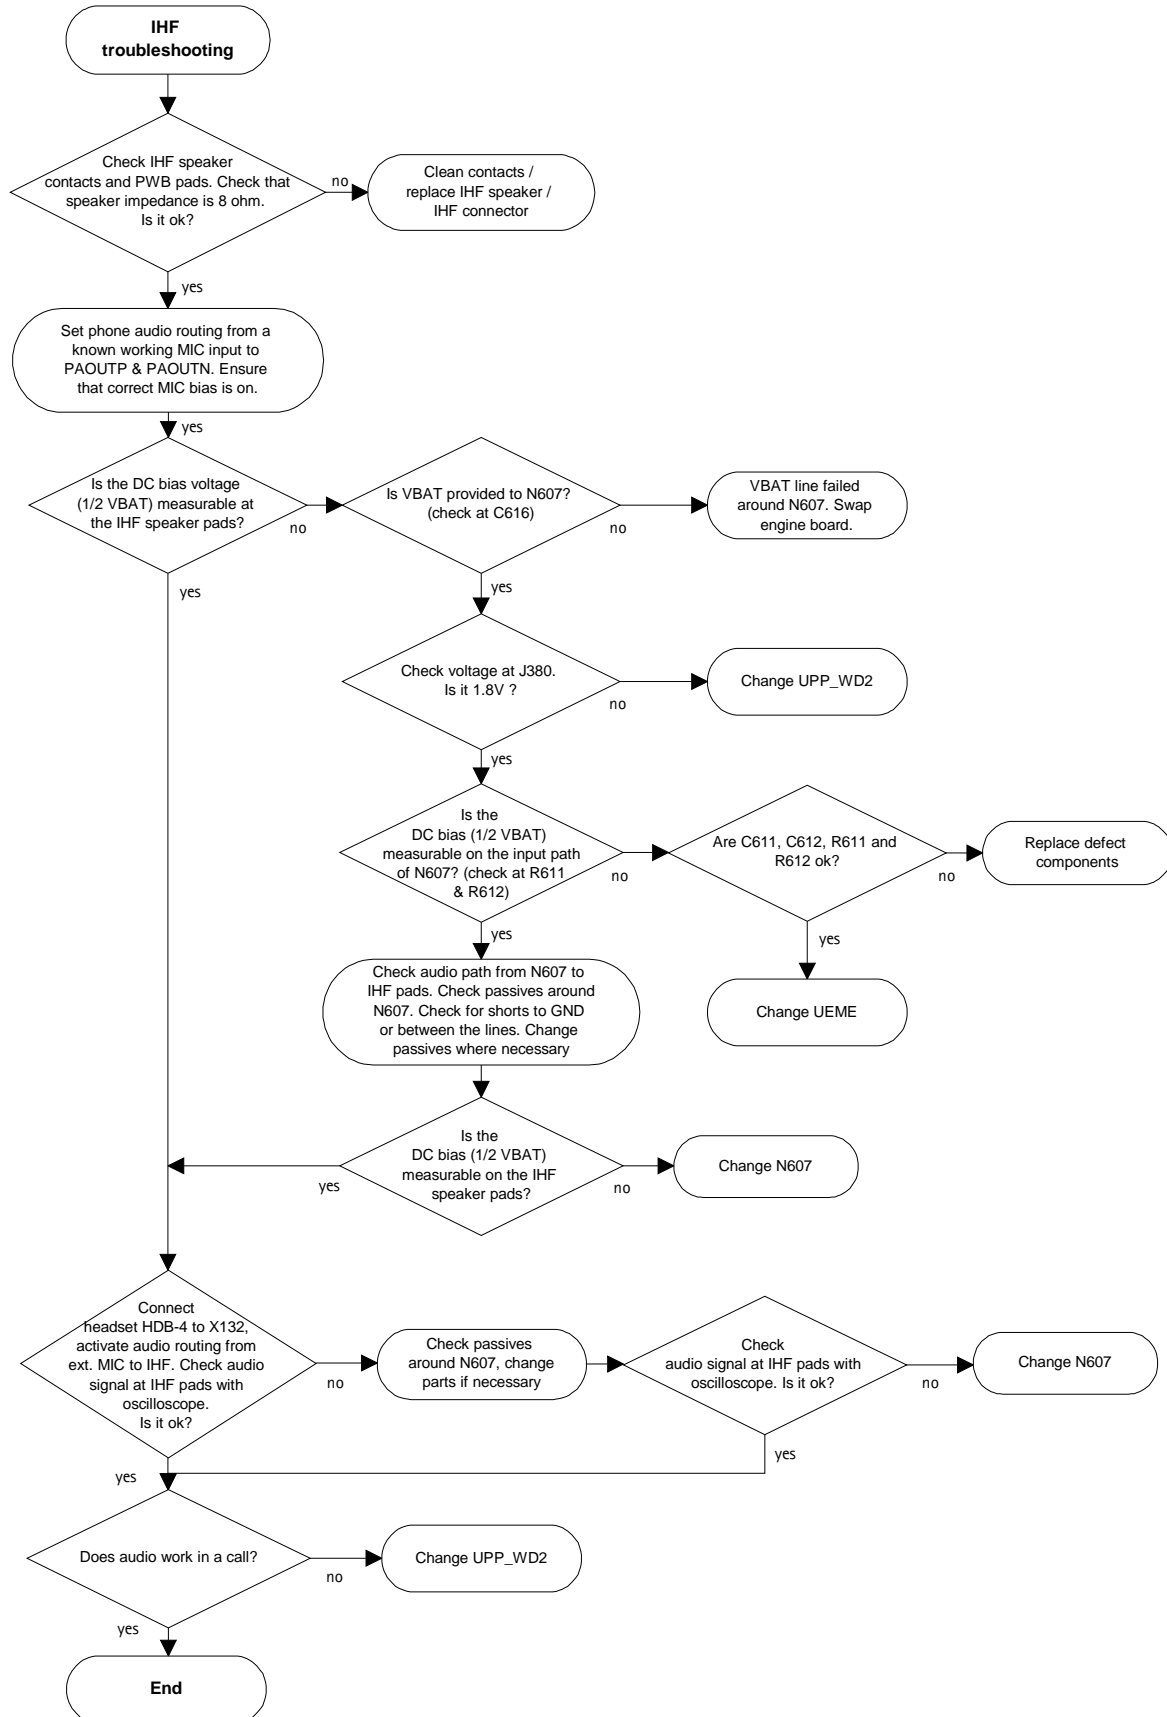 IHF
troubleshooting
Check IHF speaker
contacts and PWB pads. Check that
speaker impedance is 8 ohm.
Is it ok?
no
Clean contacts /
replace IHF speaker /
IHF connector
yes
Set phone audio routing from a
known working MIC input to
PAOUTP & PAOUTN. Ensure
that correct MIC bias is on.
yes
Is the DC bias voltage
(1/2 VBAT) measurable at
the IHF speaker pads?
no
Is VBAT provided to N607?
(check at C616)
no
VBAT line failed
around N607. Swap
engine board.
yes
yes
Check voltage at J380.
Is it 1.8V ?
no
Change UPP_WD2
yes
Is the
DC bias (1/2 VBAT)
measurable on the input path
of N607? (check at R611
& R612)
no
Are C611, C612, R611 and
R612 ok?
no
Replace defect
components
yes
yes
Change UEME
Check audio path from N607 to
IHF pads. Check passives around
N607. Check for shorts to GND
or between the lines. Change
passives where necessary
Is the
DC bias (1/2 VBAT)
measurable on the IHF
speaker pads?
yes
no
Change N607
Connect
headset HDB-4 to X132,
activate audio routing from
ext. MIC to IHF. Check audio
signal at IHF pads with
oscilloscope.
Is it ok?
no
Check passives
around N607, change
parts if necessary
Check
audio signal at IHF pads with
oscilloscope. Is it ok?
no
Change N607
yes
yes
Does audio work in a call?
no
Change UPP_WD2
yes
End